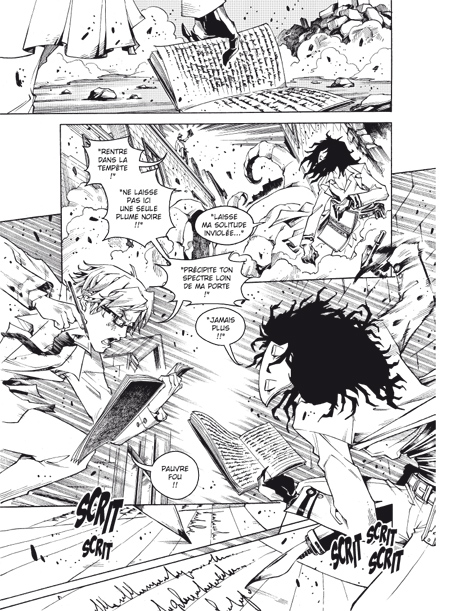 "RENTRE
DANS LA
TEMPÊTE
!"
"NE LAISSE
PAS ICI
UNE SEULE
PLUME NOIRE
!!"
"LAISSE
MA SOLITUDE
INVIOLÉE..."
"PRÉCIPITE TON
SPECTRE LOIN
DE MA PORTE
!"
"JAMAIS
PLUS !!"
PAUVRE
FOU
!!
SCRIT
SCRIT
SCRIT
SCRIT
SCRIT